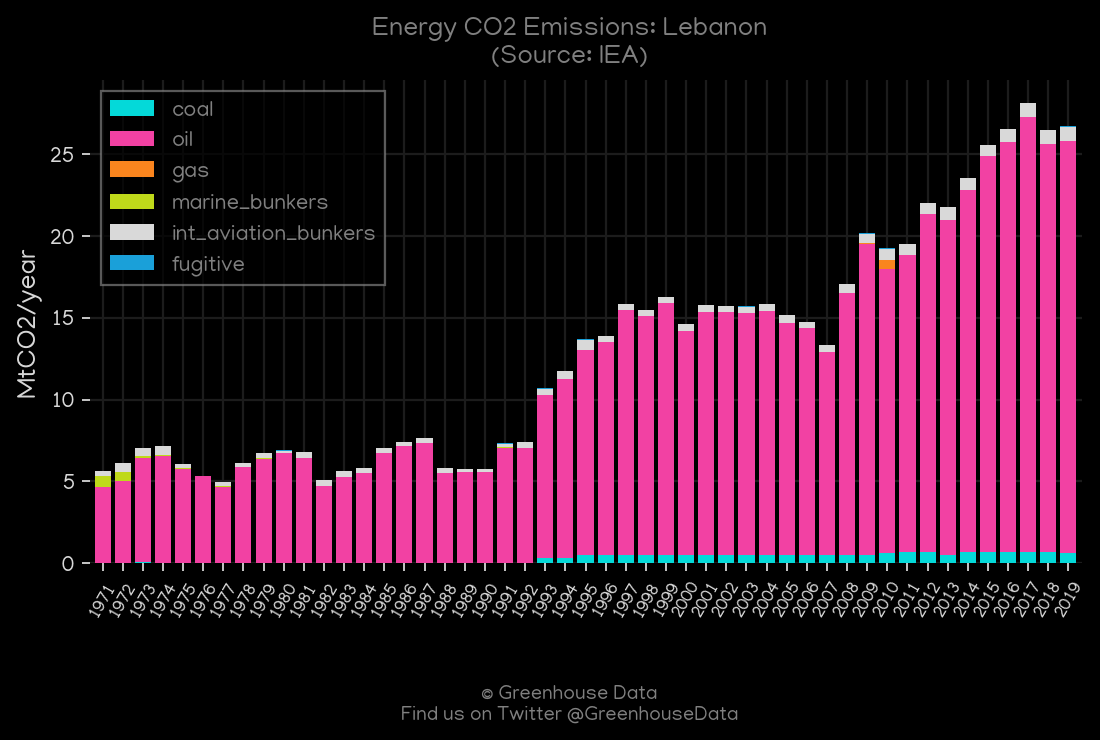 Energy CO2 Emissions: Lebanon
(Source: IEA)
coal
oil
gas
marine_bunkers
int_aviation_bunkers
fugitive
MtCO2/year
25
20
15
10
5
0
1971 1972 1973 1974 1975 1976 1977 1978 1979 1980 1981 1982 1983 1984 1985 1986 1987 1988 1989 1990 1991 1992 1993 1994 1995 1996 1997 1998 1999 2000 2001 2002 2003 2004 2005 2006 2007 2008 2009 2010 2011 2012 2013 2014 2015 2016 2017 2018 2019
© Greenhouse Data
Find us on Twitter @GreenhouseData